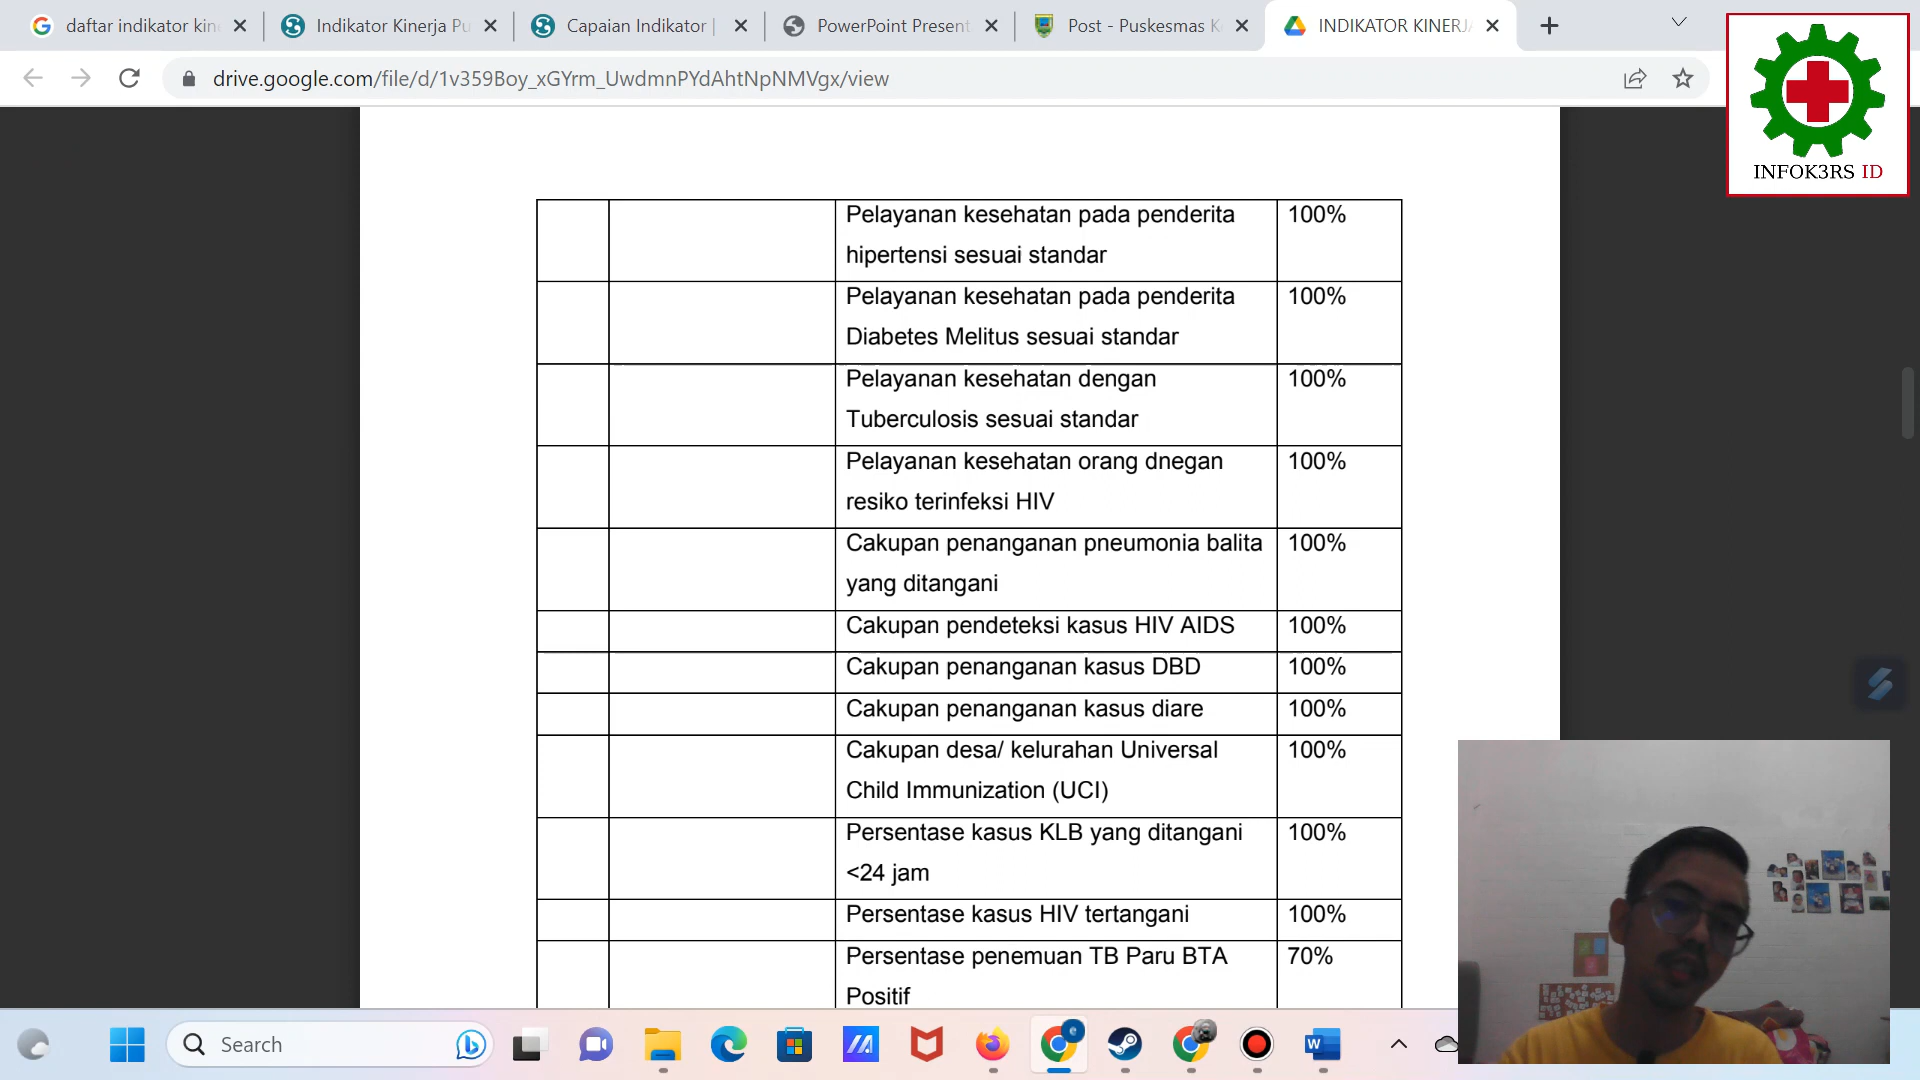 daftar indikator kin
Indikator Kinerja Pu
Capaian Indikator |
PowerPoint Present
Post - Puskesmas K
INDIKATOR KINERJA
drive.google.com/file/d/1v359Boy_xGYrm_UwdmnPYdAhtNpNMVgx/view
INFOK3RS ID
Pelayanan kesehatan pada penderita 100%
hipertensi sesuai standar
Pelayanan kesehatan pada penderita 100%
Diabetes Melitus sesuai standar
Pelayanan kesehatan dengan 100%
Tuberculosis sesuai standar
Pelayanan kesehatan orang dnegan 100%
resiko terinfeksi HIV
Cakupan penanganan pneumonia balita 100%
yang ditangani
Cakupan pendeteksi kasus HIV AIDS 100%
Cakupan penanganan kasus DBD 100%
Cakupan penanganan kasus diare 100%
Cakupan desa/ kelurahan Universal 100%
Child Immunization (UCI)
Persentase kasus KLB yang ditangani 100%
<24 jam
Persentase kasus HIV tertangani 100%
Persentase penemuan TB Paru BTA 70%
Positif
Search